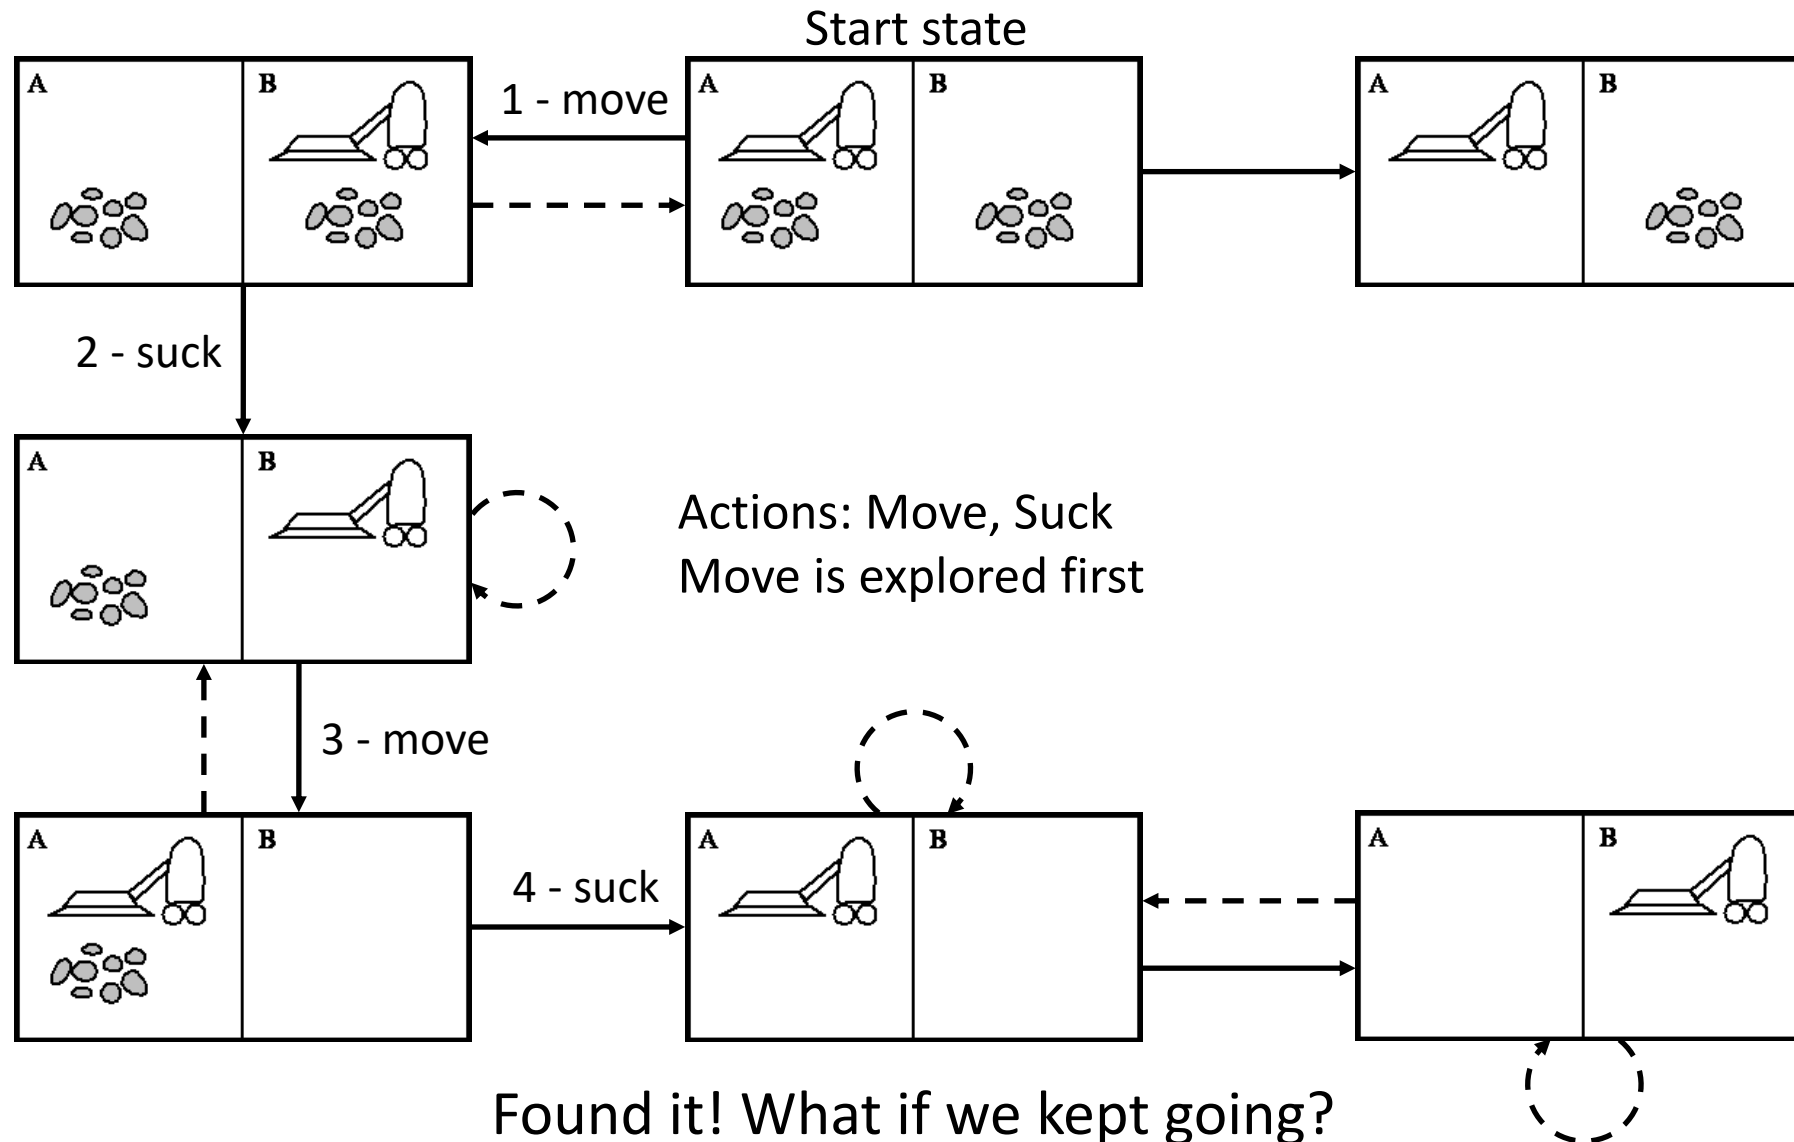 Start state
A B
1 - move
A B
A B
2 - suck
A B
Actions: Move, Suck
Move is explored first
3 - move
A B
4 - suck
A B
A B
Found it! What if we kept going?